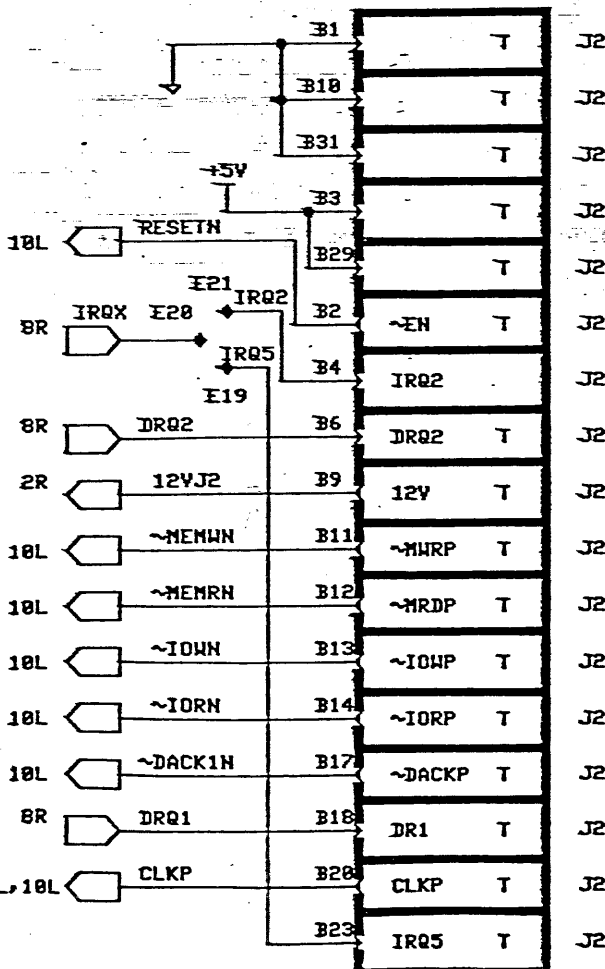 B1 T J2
B10 T J2
B31 T J2
+5V
B3 T J2
B29 T J2
10L RESETN
E21
IRQ2 B2 ~EN T J2
8R IRQX E20
IRQ5 B4 IRQ2 J2
E19
8R DRQ2 B6 DRQ2 T J2
2R 12VJ2 B9 12V T J2
10L ~MEMWN B11 ~MWRP T J2
10L ~MEMRN B12 ~MRDP T J2
10L ~IOWN B13 ~IOWP T J2
10L ~IORN B14 ~IORP T J2
10L ~DACK1N B17 ~DACKP T J2
8R DRQ1 B18 DR1 T J2
L,10L CLKP B20 CLKP T J2
B23 IRQ5 T J2